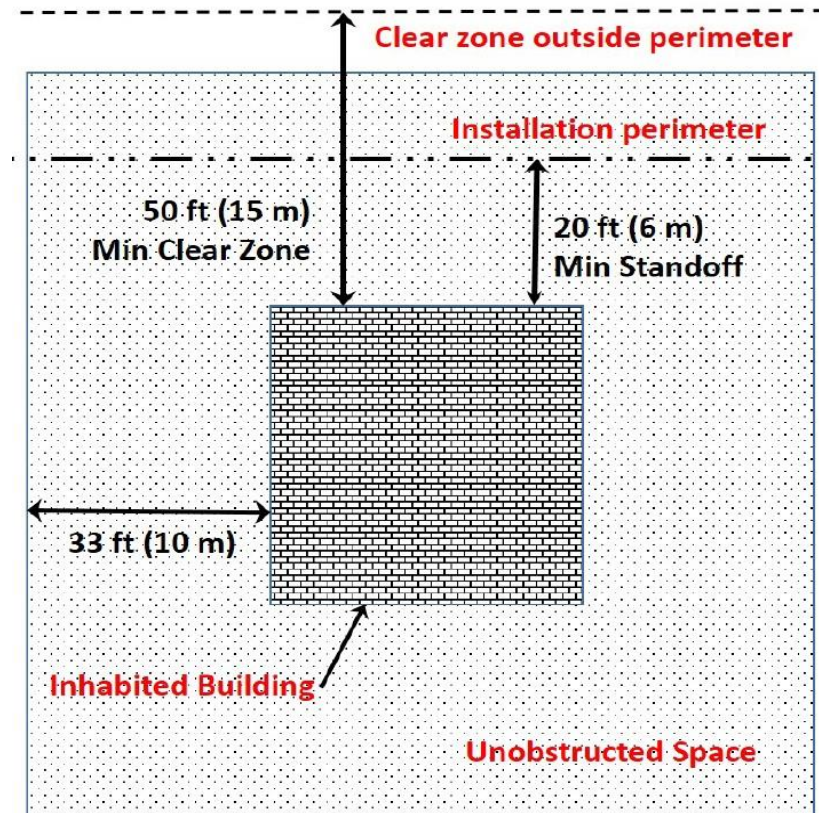 Clear zone outside perimeter
Installation perimeter
50 ft (15 m)
Min Clear Zone
20 ft (6 m)
Min Standoff
33 ft (10 m)
Inhabited Building
Unobstructed Space